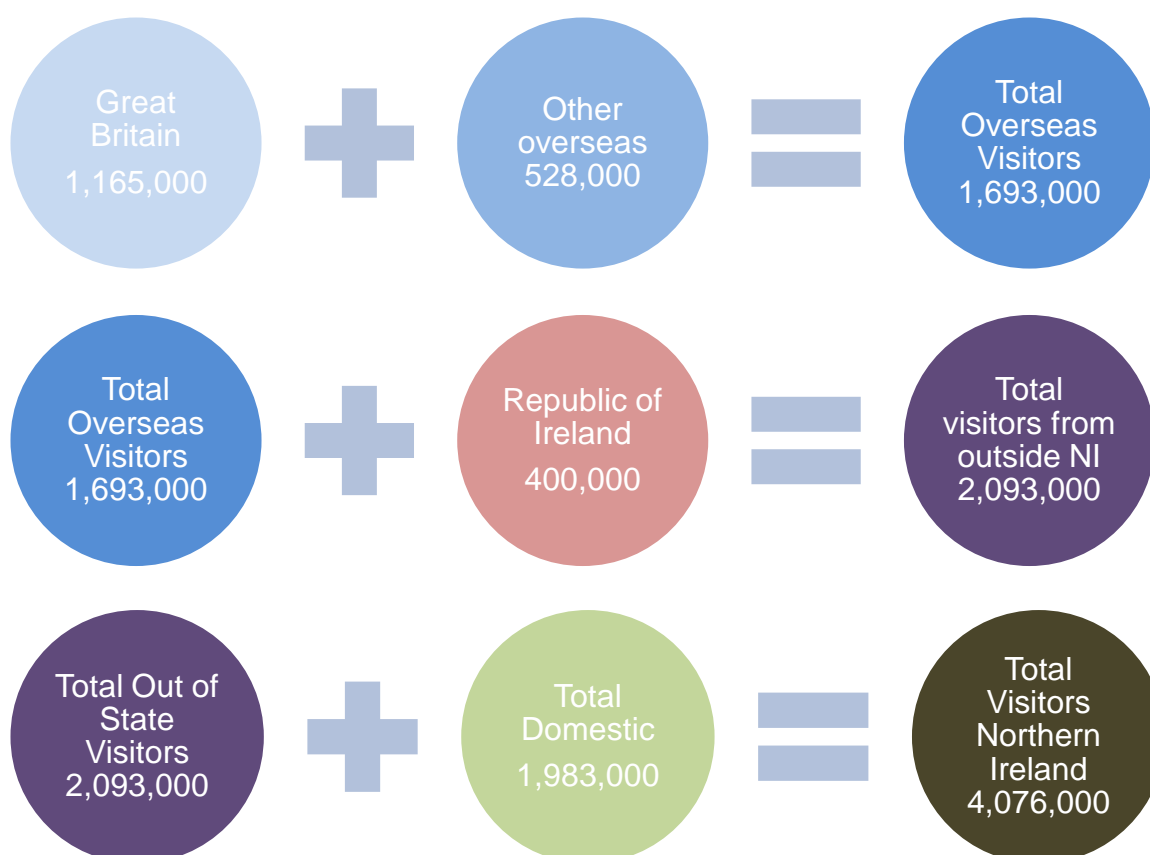 Great
Britain
1,165,000
Other
overseas
528,000
Total
Overseas
Visitors
1,693,000
Total
Overseas
Visitors
1,693,000
Republic of
Ireland
400,000
Total
visitors from
outside NI
2,093,000
Total Out of
State
Visitors
2,093,000
Total
Domestic
1,983,000
Total
Visitors
Northern
Ireland
4,076,000